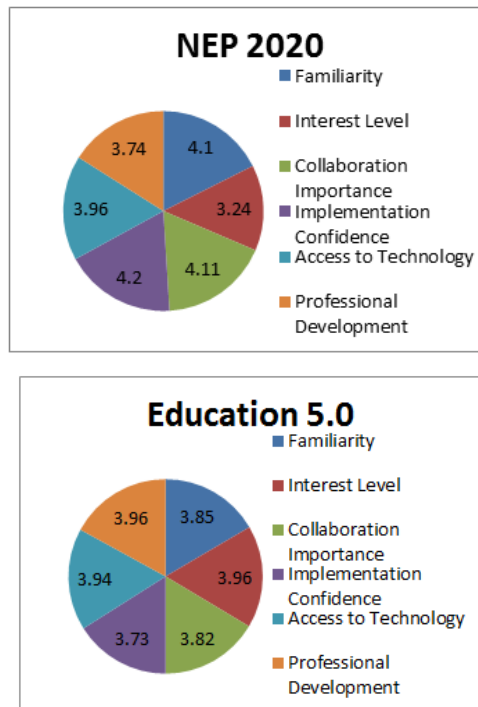 NEP 2020
Familiarity
Interest Level
Collaboration
Importance
Implementation
Confidence
Access to Technology
Professional
Development
4.1
3.24
4.11
4.2
3.96
3.74
Education 5.0
Familiarity
Interest Level
Collaboration
Importance
Implementation
Confidence
Access to Technology
Professional
Development
3.85
3.96
3.82
3.73
3.94
3.96